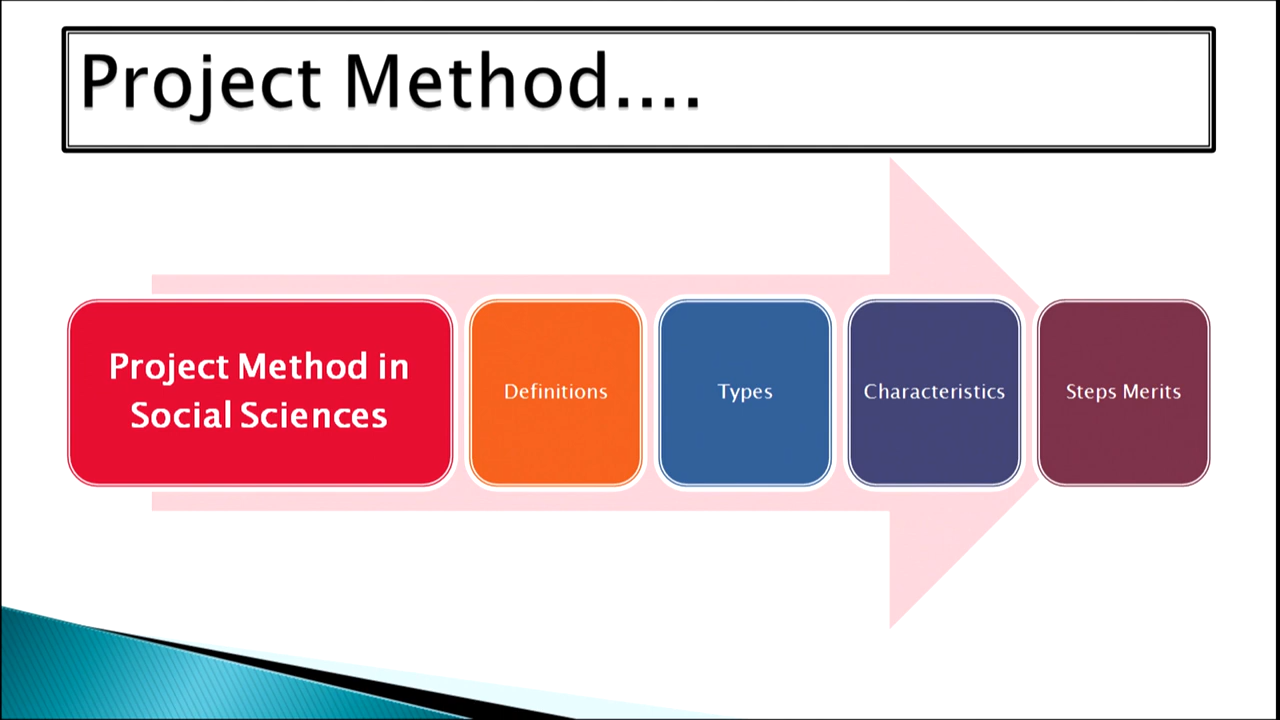 Project Method....
Project Method in
Social Sciences
Definitions
Types
Characteristics
Steps Merits